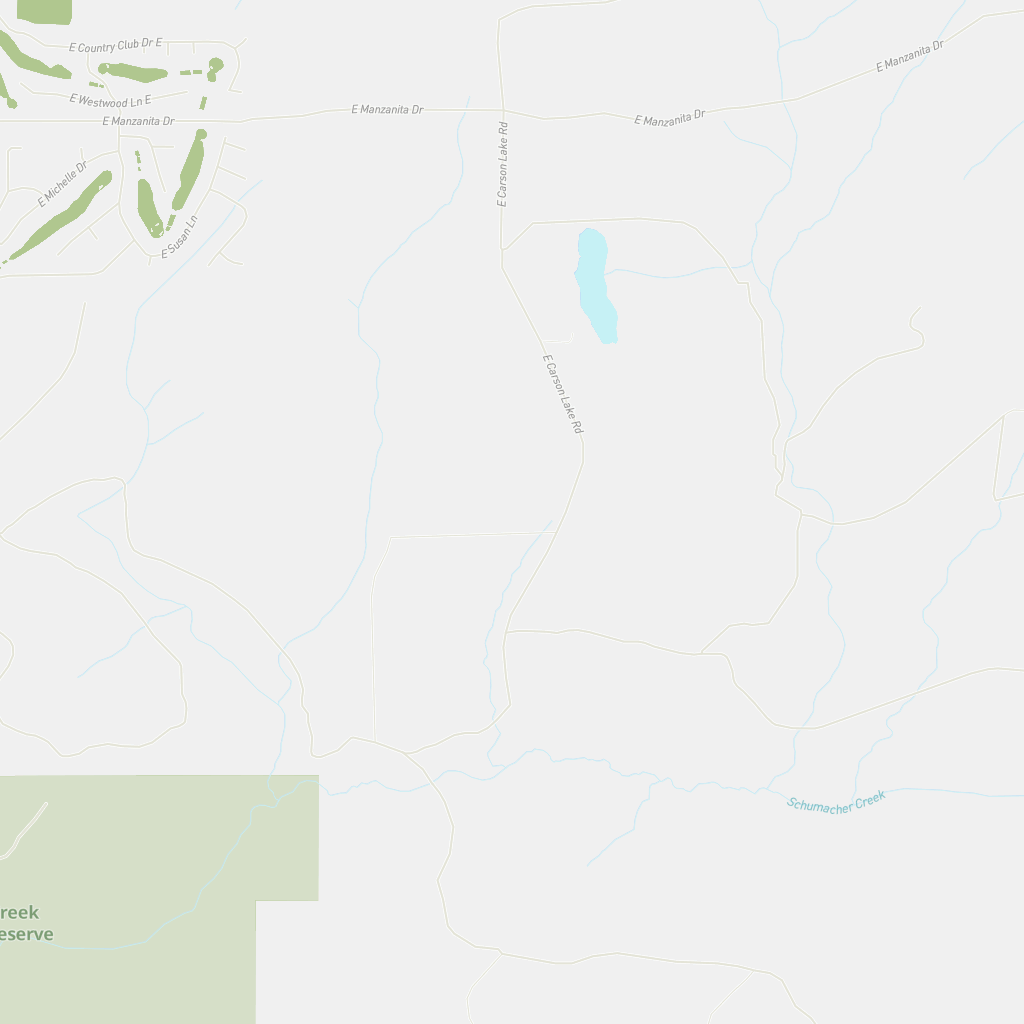 E Country Club Dr E
E Manzanita Dr
E Westwood Ln E
E Manzanita Dr
E Manzanita Dr
E Manzanita Dr
E Carson Lake Rd
E Michelle Dr
E Susan Ln
E Carson Lake Rd
Schumacher Creek
reek
eserve